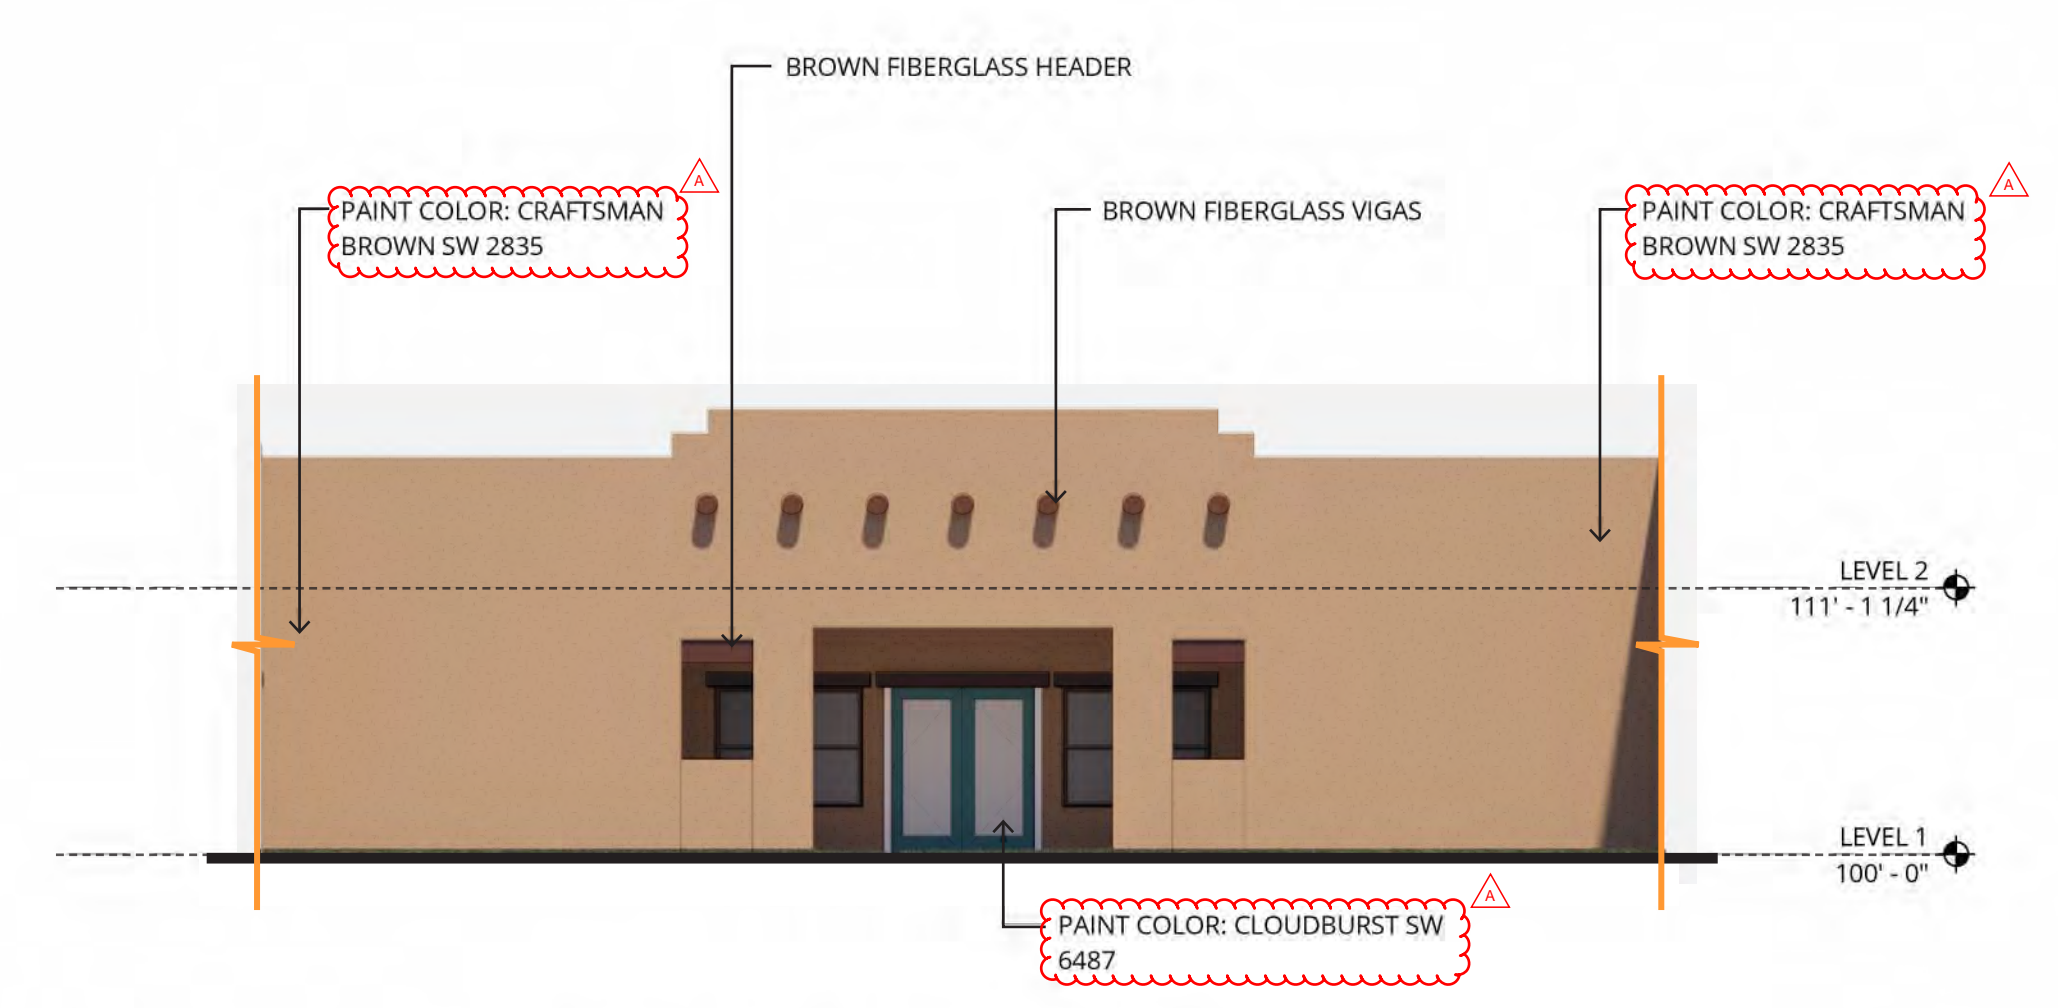 BROWN FIBERGLASS HEADER
A
A
PAINT COLOR: CRAFTSMAN
BROWN SW 2835
BROWN FIBERGLASS VIGAS
PAINT COLOR: CRAFTSMAN
BROWN SW 2835
LEVEL 2
111' - 1 1/4"
LEVEL 1
100' - 0"
A
PAINT COLOR: CLOUDBURST SW
6487